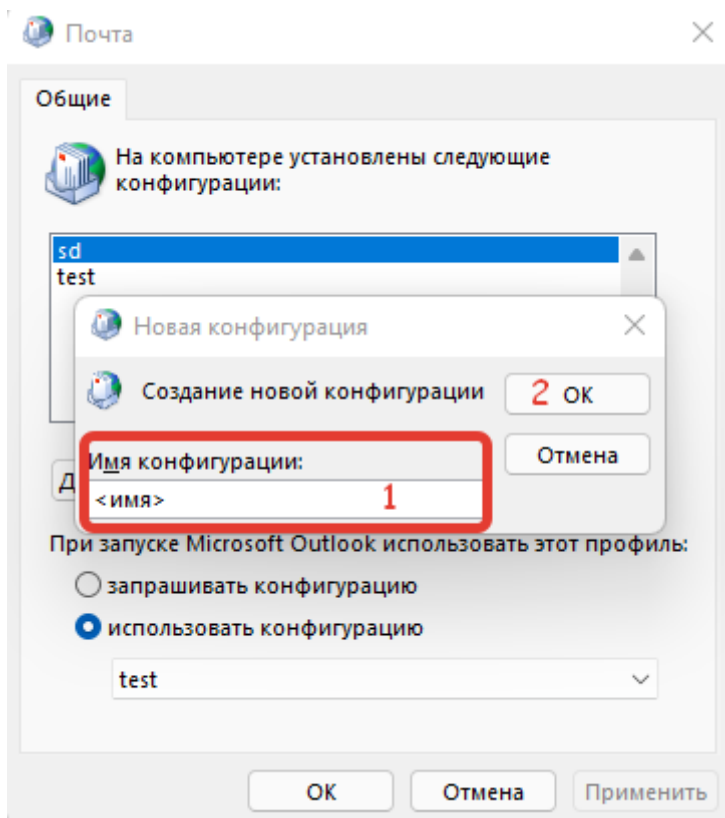 Почта
Общие
На компьютере установлены следующие
конфигурации:
sd
test
Новая конфигурация
Создание новой конфигурации
2 ОК
Имя конфигурации:
Отмена
<имя> 1
При запуске Microsoft Outlook использовать этот профиль:
запрашивать конфигурацию
использовать конфигурацию
test
ОК Отмена Применить